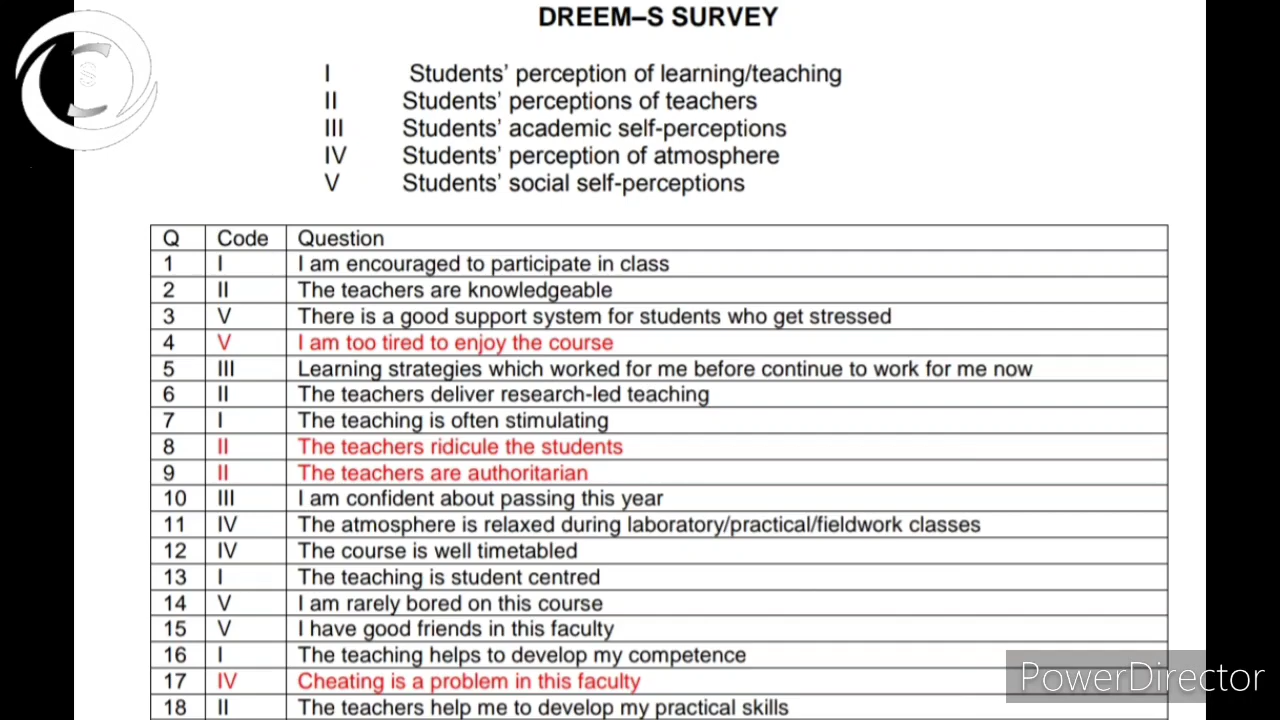 DREEM–S SURVEY
I Students’ perception of learning/teaching
II Students’ perceptions of teachers
III Students’ academic self-perceptions
IV Students’ perception of atmosphere
V Students’ social self-perceptions
Q Code Question
1 I I am encouraged to participate in class
2 II The teachers are knowledgeable
3 V There is a good support system for students who get stressed
4 V I am too tired to enjoy the course
5 III Learning strategies which worked for me before continue to work for me now
6 II The teachers deliver research-led teaching
7 I The teaching is often stimulating
8 II The teachers ridicule the students
9 II The teachers are authoritarian
10 III I am confident about passing this year
11 IV The atmosphere is relaxed during laboratory/practical/fieldwork classes
12 IV The course is well timetabled
13 I The teaching is student centred
14 V I am rarely bored on this course
15 V I have good friends in this faculty
16 I The teaching helps to develop my competence
17 IV Cheating is a problem in this faculty
18 II The teachers help me to develop my practical skills
PowerDirector